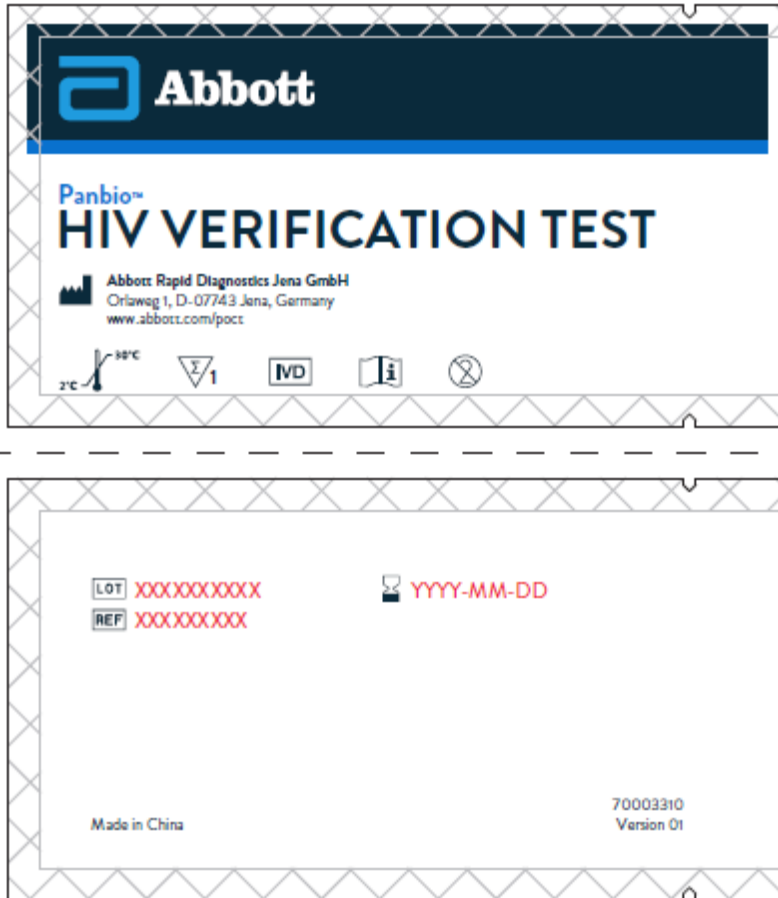 Abbott
Panbio™
HIV VERIFICATION TEST
Abbott Rapid Diagnostics Jena GmbH
Orlaweg 1, D-07743 Jena, Germany
www.abbott.com/poct
2°C 30°C Σ 1 IVD i 2
LOT XXXXXXXXXX YYYY-MM-DD
REF XXXXXXXXX
70003310
Made in China Version 01